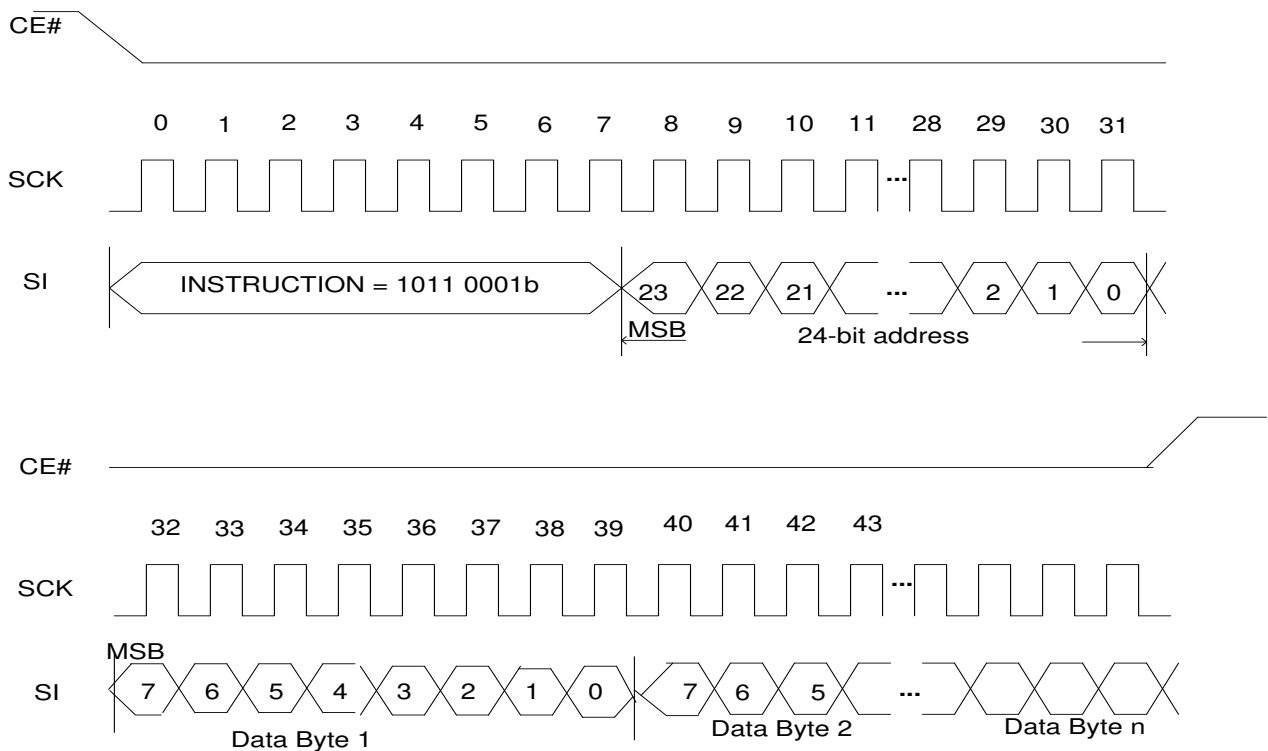 CE#
0 1 2 3 4 5 6 7 8 9 10 11 28 29 30 31
SCK
...
SI
INSTRUCTION = 1011 0001b
23 22 21 ... 2 1 0
MSB
24-bit address
CE#
32 33 34 35 36 37 38 39 40 41 42 43
SCK
...
MSB
SI
7 6 5 4 3 2 1 0 7 6 5 ...
Data Byte 1
Data Byte 2
Data Byte n